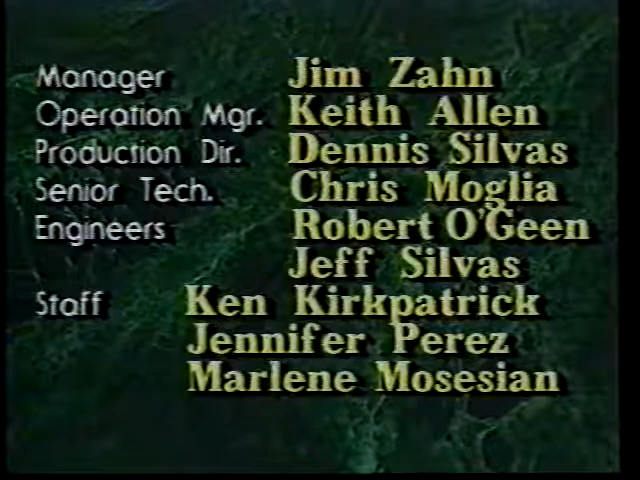 Manager Jim Zahn
Operation Mgr. Keith Allen
Production Dir. Dennis Silvas
Senior Tech. Chris Moglia
Engineers Robert O'Geen
Jeff Silvas
Staff Ken Kirkpatrick
Jennifer Perez
Marlene Mosesian